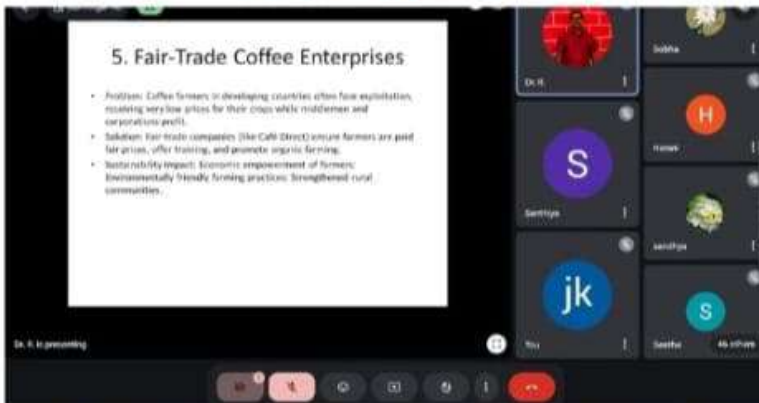 5. Fair-Trade Coffee Enterprises
• Problem: Coffee farmers in developing countries often face exploitation,
receiving very low prices for their crops while middlemen and
corporations profit.
• Solution: Fair-trade companies (like Café Direct) ensure farmers are paid
fair prices, offer training, and promote organic farming.
• Sustainability Impact: Economic empowerment of farmers;
Environmentally friendly farming practices; Strengthened rural
communities.
Dr. R. is presenting
Dr. R.
Sobha
S
Santhiya
H
sandhya
jk
You
S
Seetha
46 others